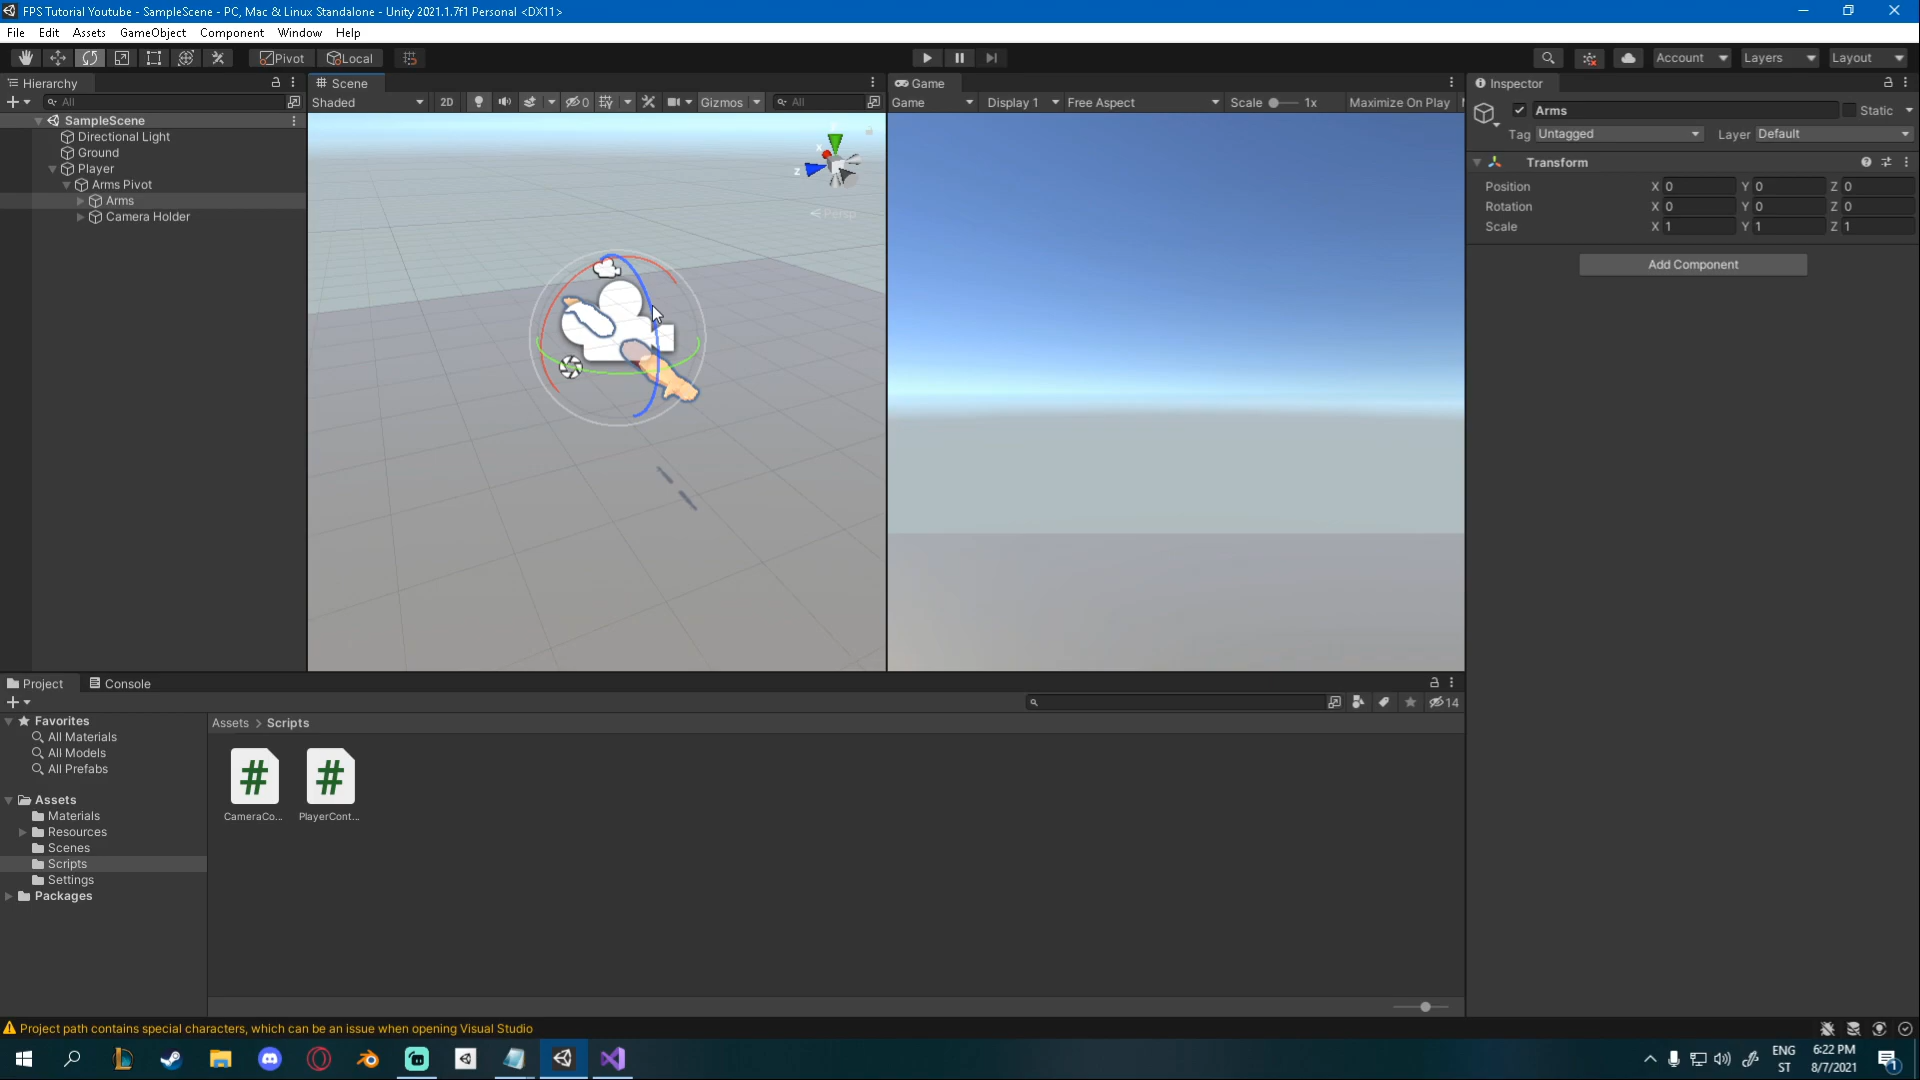 FPS Tutorial Youtube - SampleScene - PC, Mac & Linux Standalone - Unity 2021.1.7f1 Personal <DX11>
File Edit Assets GameObject Component Window Help
Pivot Local Account Layers Layout
Hierarchy
All
SampleScene
Directional Light
Ground
Player
Arms Pivot
Arms
Camera Holder
Scene
Shaded 2D 0 Gizmos All
x
z
Persp
Game
Game Display 1 Free Aspect Scale 1x Maximize On Play
Inspector
Arms Static
Tag Untagged Layer Default
Transform
Position X 0 Y 0 Z 0
Rotation X 0 Y 0 Z 0
Scale X 1 Y 1 Z 1
Add Component
Project Console
14
Favorites
All Materials
All Models
All Prefabs
Assets
Materials
Resources
Scenes
Scripts
Settings
Packages
Assets > Scripts
#
CameraCo...
#
PlayerCont...
Project path contains special characters, which can be an issue when opening Visual Studio
ENG
ST
6:22 PM
8/7/2021
1